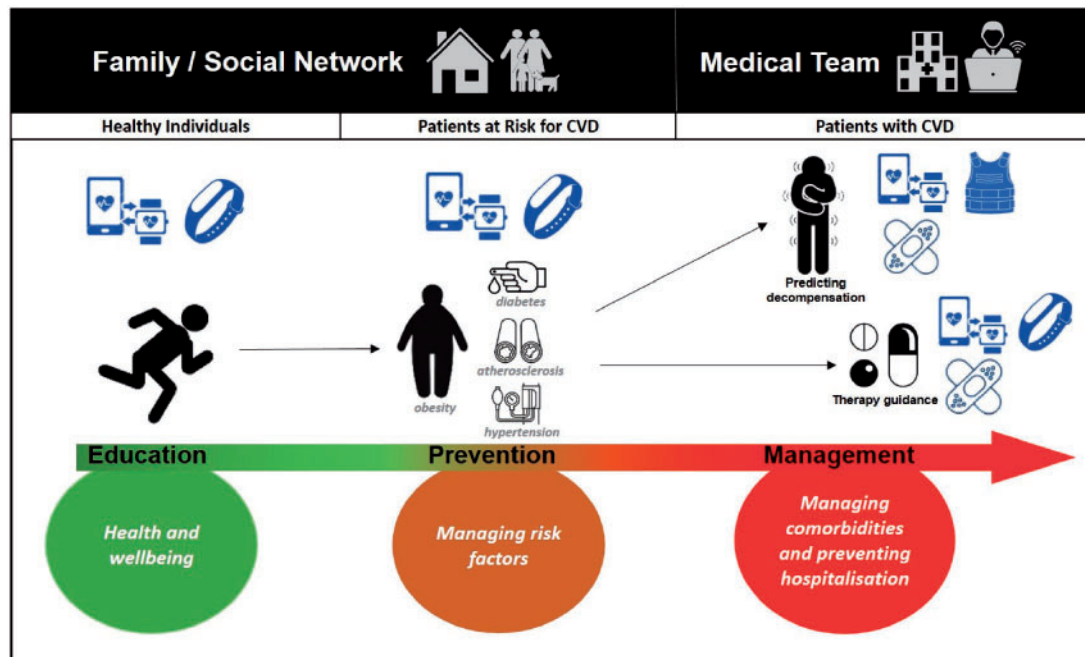 Family / Social Network
Medical Team
Healthy Individuals
Patients at Risk for CVD
Patients with CVD
diabetes
atherosclerosis
obesity
hypertension
Predicting
decompensation
Therapy guidance
Education
Prevention
Management
Health and
wellbeing
Managing risk
factors
Managing
comorbidities
and preventing
hospitalisation